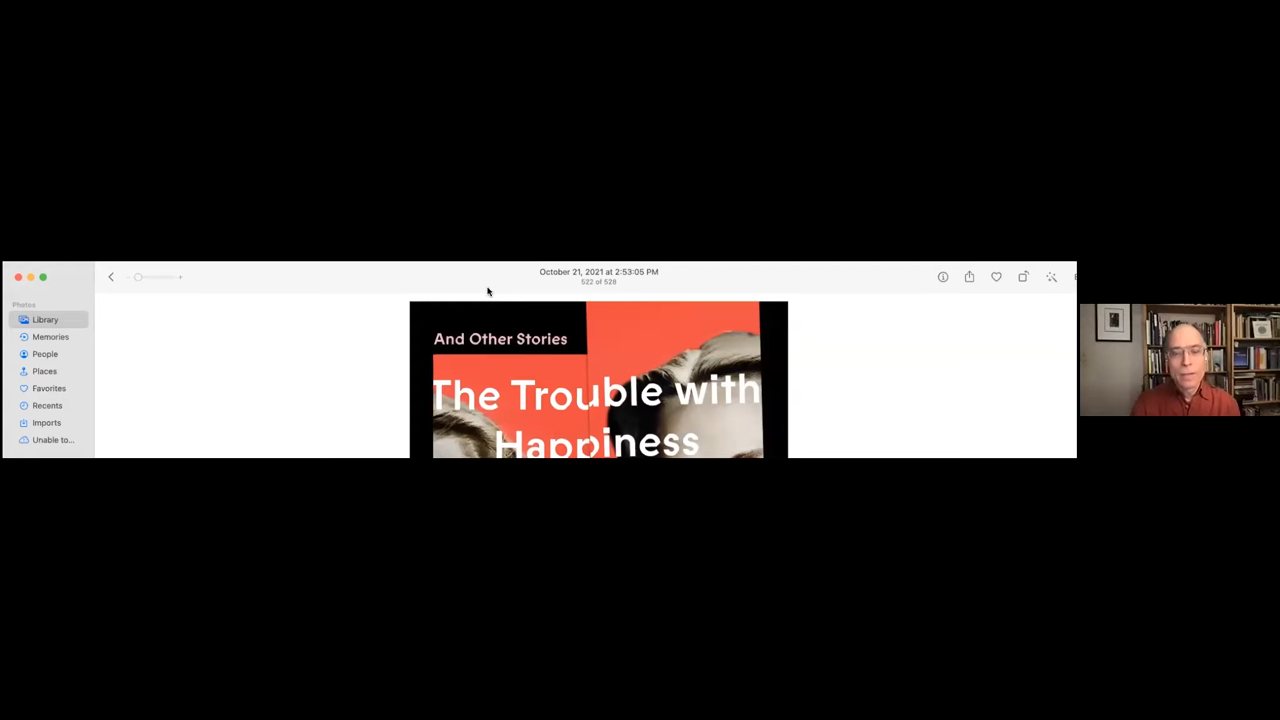 October 21, 2021 at 2:53:05 PM
522 of 528
Photos
Library
Memories
People
Places
Favorites
Recents
Imports
Unable to...
And Other Stories
The Trouble with
Happiness